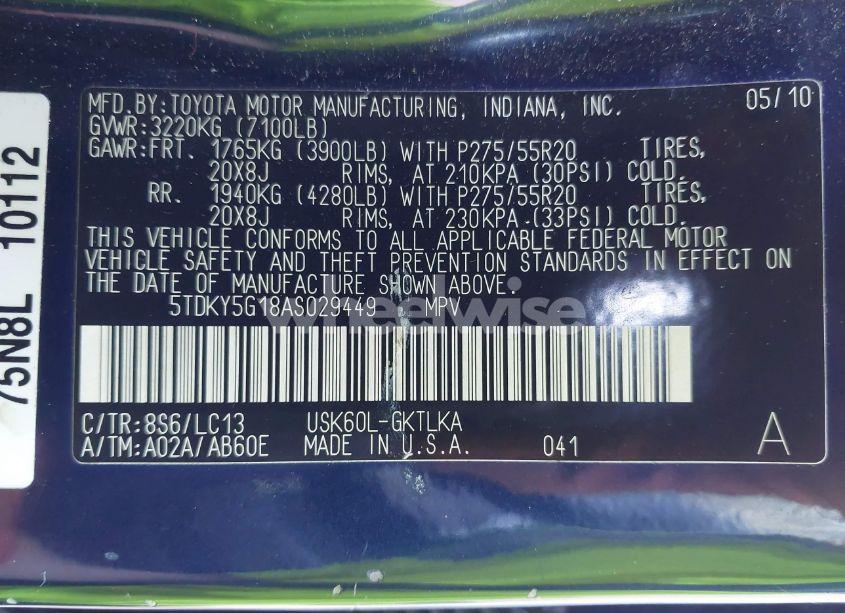 MFD.BY:TOYOTA MOTOR MANUFACTURING, INDIANA, INC. 05/10
GVWR:3220KG (7100LB)
GAWR:FRT. 1765KG (3900LB) WITH P275/55R20 TIRES,
20X8J RIMS, AT 210KPA (30PSI) COLD.
RR. 1940KG (4280LB) WITH P275/55R20 TIRES,
20X8J RIMS, AT 230KPA (33PSI) COLD.
THIS VEHICLE CONFORMS TO ALL APPLICABLE FEDERAL MOTOR
VEHICLE SAFETY AND THEFT PREVENTION STANDARDS IN EFFECT ON
THE DATE OF MANUFACTURE SHOWN ABOVE.
5TDKY5G18AS029449 MPV
wheelwise
C/TR:8S6/LC13 USK60L-GKTLKA
A/TM:A02A/AB60E MADE IN U.S.A. 041 A
75N8L 10112